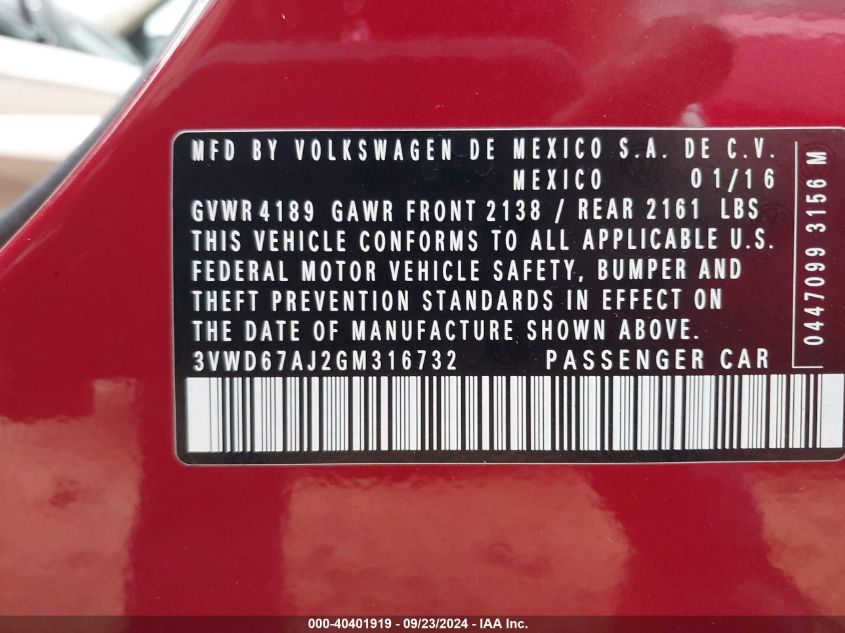 MFD BY VOLKSWAGEN DE MEXICO S.A. DE C.V.
MEXICO 01/16
GVWR 4189 GAWR FRONT 2138 / REAR 2161 LBS
THIS VEHICLE CONFORMS TO ALL APPLICABLE U.S.
FEDERAL MOTOR VEHICLE SAFETY, BUMPER AND
THEFT PREVENTION STANDARDS IN EFFECT ON
THE DATE OF MANUFACTURE SHOWN ABOVE.
3VWD67AJ2GM316732 PASSENGER CAR
0447099 3156 M
000-40401919 - 09/23/2024 - IAA Inc.